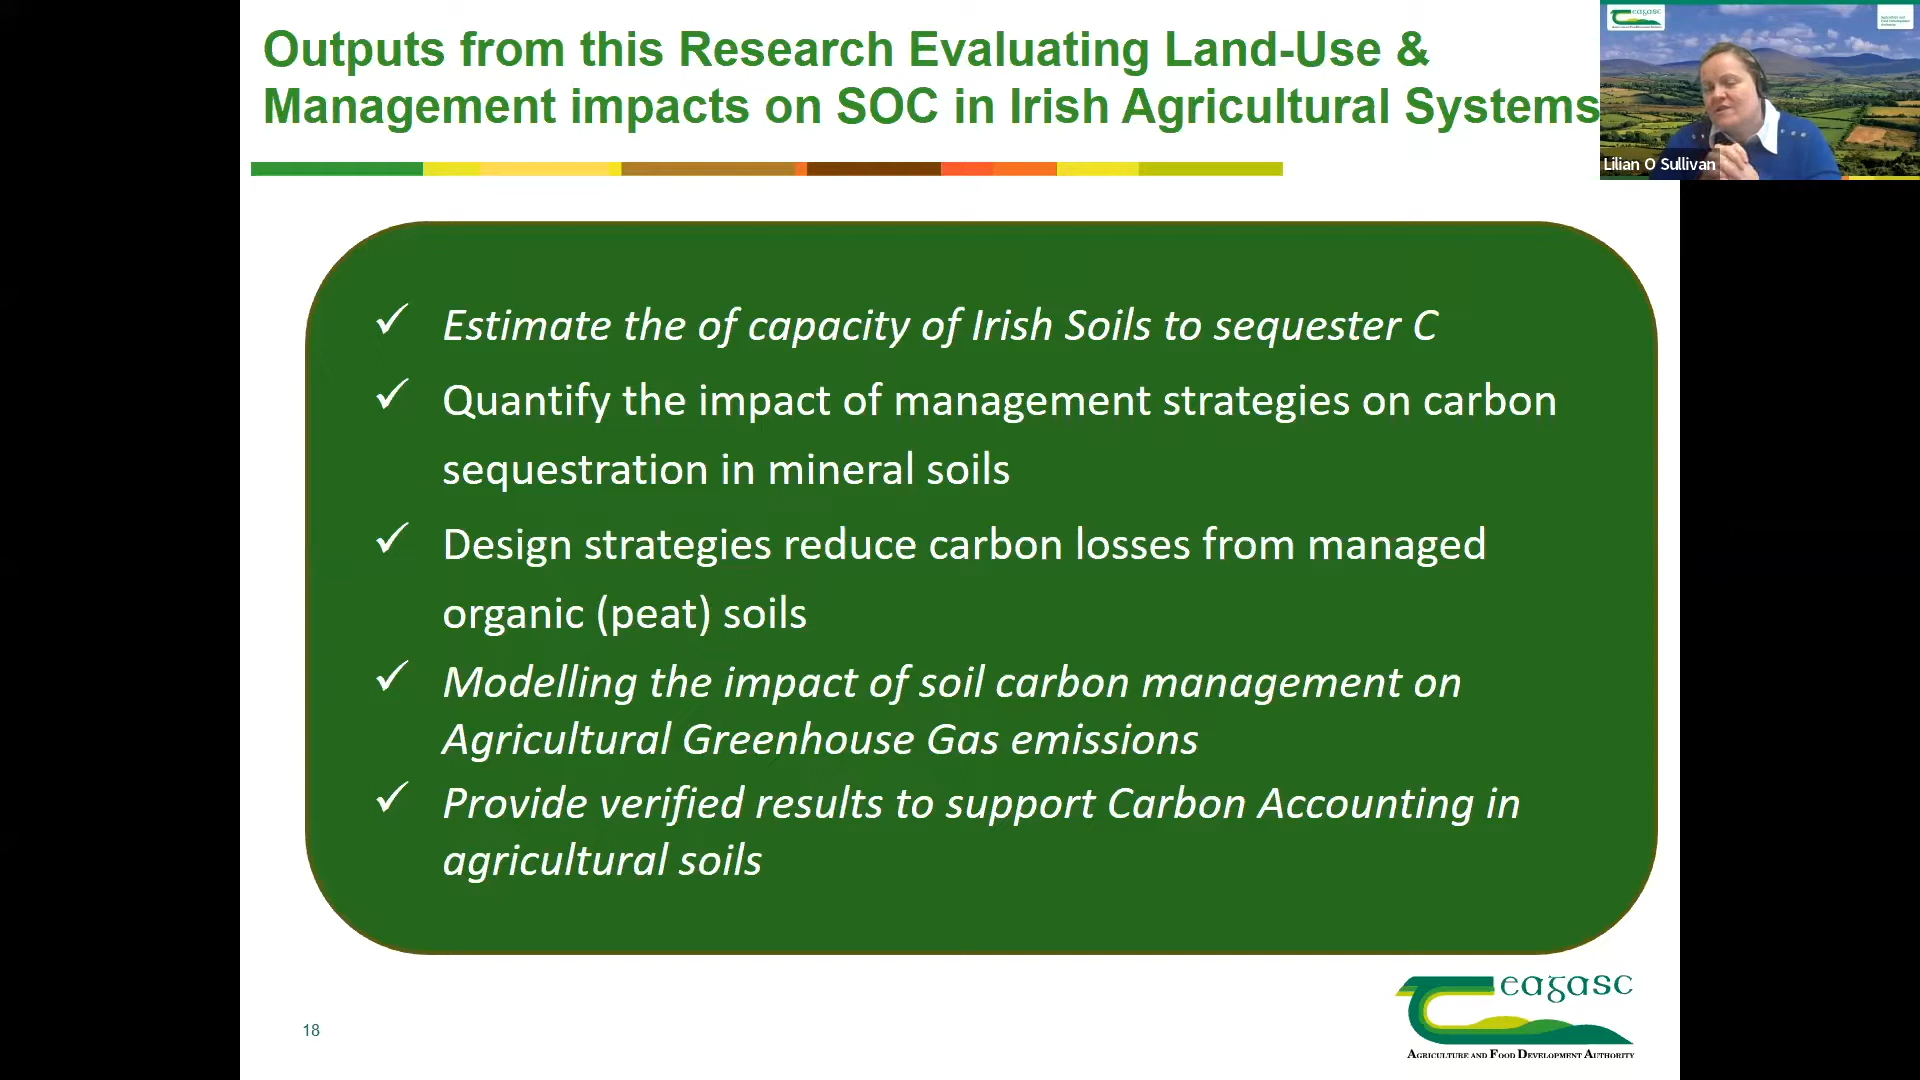 Outputs from this Research Evaluating Land-Use &
Management impacts on SOC in Irish Agricultural Systems
eagasc
Lilian O Sullivan
✓ Estimate the of capacity of Irish Soils to sequester C
✓ Quantify the impact of management strategies on carbon
sequestration in mineral soils
✓ Design strategies reduce carbon losses from managed
organic (peat) soils
✓ Modelling the impact of soil carbon management on
Agricultural Greenhouse Gas emissions
✓ Provide verified results to support Carbon Accounting in
agricultural soils
18
eagasc
AGRICULTURE AND FOOD DEVELOPMENT AUTHORITY